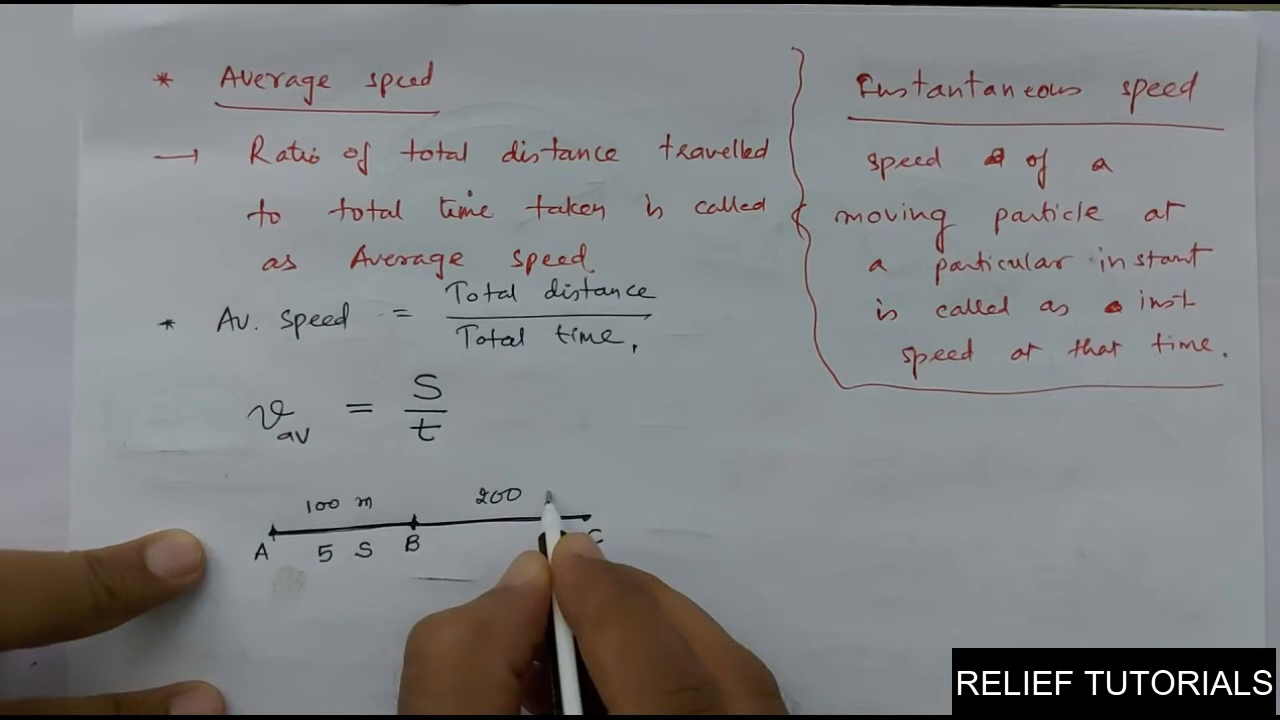 * Average speed
→ Ratio of total distance travelled
to total time taken is called
as Average speed.
* Av. speed = Total distance
Total time.
v av = S
t
100 m 200
A 5 S B C
Instantaneous speed
speed of a
moving particle at
a particular instant
is called as inst
speed at that time.
RELIEF TUTORIALS